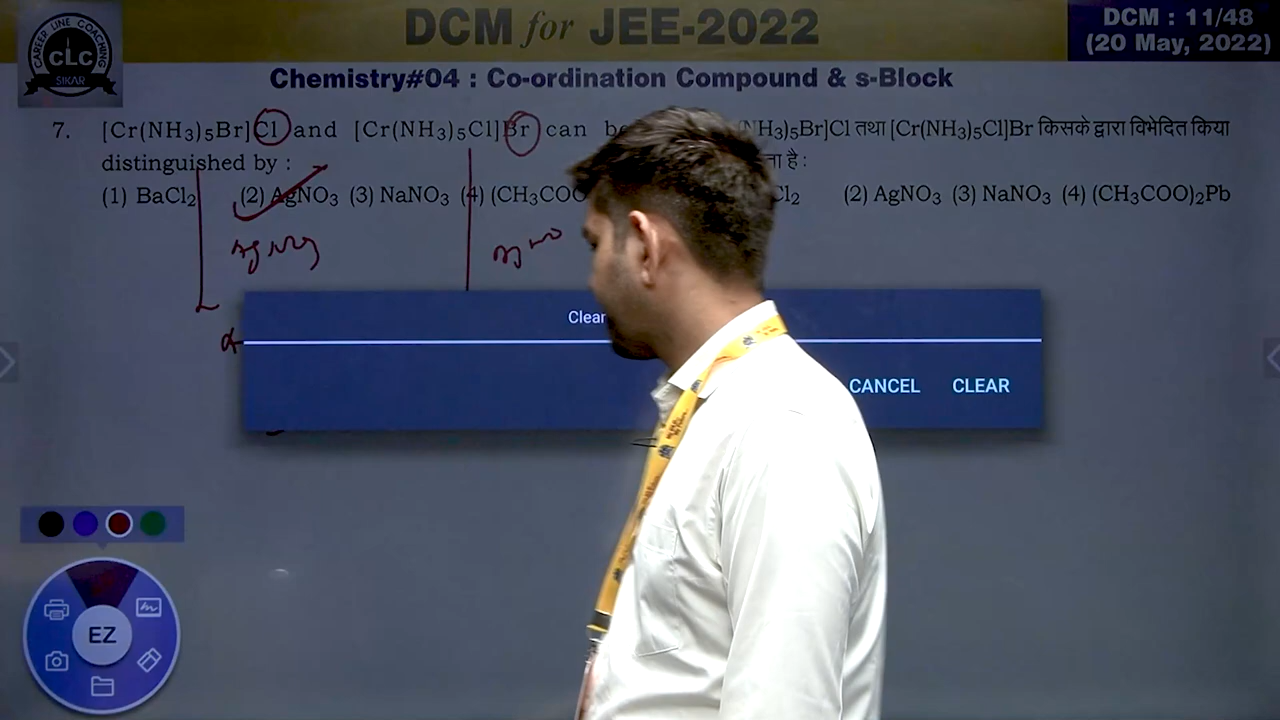 CAREER LINE COACHING
CLC
SIKAR
DCM for JEE-2022
DCM : 11/48
(20 May, 2022)
Chemistry#04 : Co-ordination Compound & s-Block
7. [Cr(NH3)5Br]Cl and [Cr(NH3)5Cl]Br can
distinguished by :
(1) BaCl2 (2) AgNO3 (3) NaNO3 (4) (CH3COO
NH3)5Br]Cl तथा [Cr(NH3)5Cl]Br किसके द्वारा विभेदित किया
है :
(2) AgNO3 (3) NaNO3 (4) (CH3COO)2Pb
Clear
CANCEL CLEAR
EZ